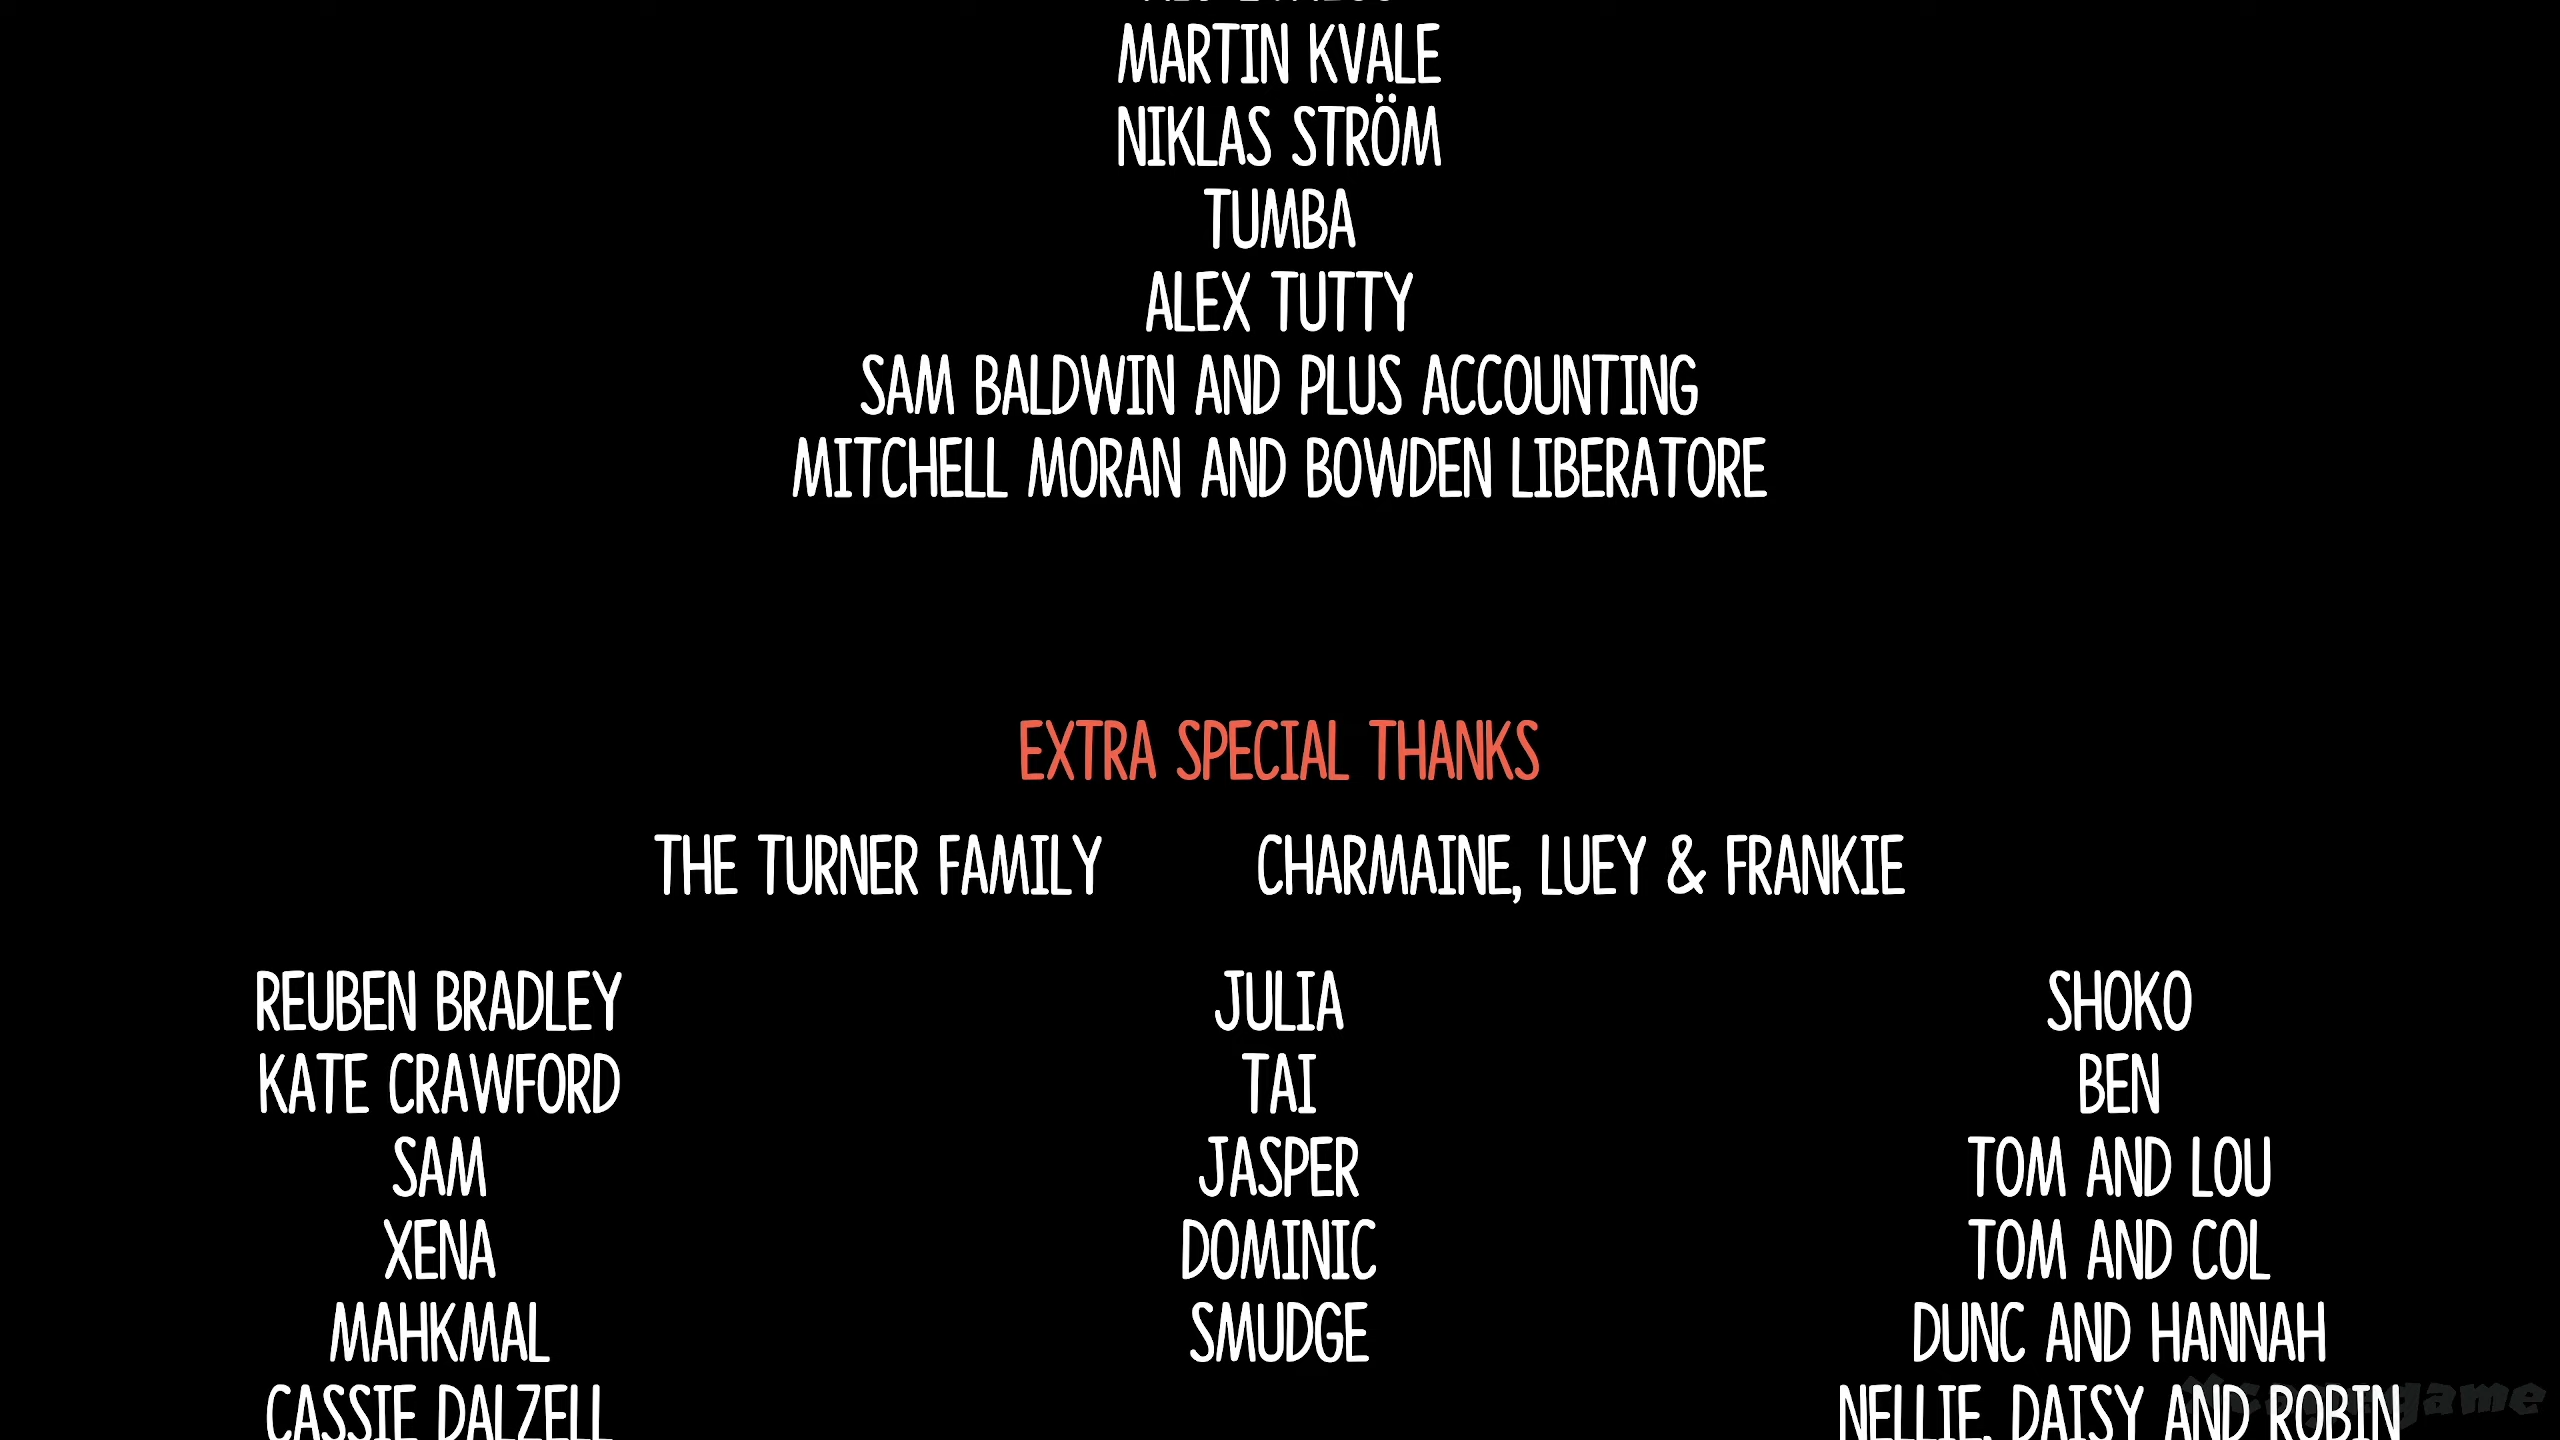 MARTIN KVALE
NIKLAS STRÖM
TUMBA
ALEX TUTTY
SAM BALDWIN AND PLUS ACCOUNTING
MITCHELL MORAN AND BOWDEN LIBERATORE
EXTRA SPECIAL THANKS
THE TURNER FAMILY CHARMAINE, LUEY & FRANKIE
REUBEN BRADLEY JULIA SHOKO
KATE CRAWFORD TAI BEN
SAM JASPER TOM AND LOU
XENA DOMINIC TOM AND COL
MAHKMAL SMUDGE DUNC AND HANNAH
CASSIE DALZELL NELLIE, DAISY AND ROBIN